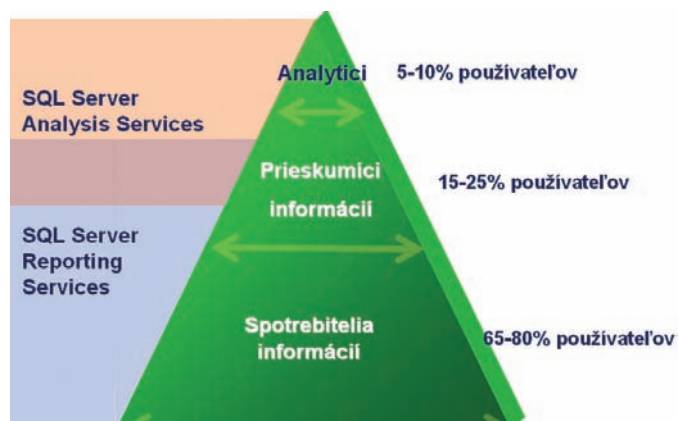 Analytici
5-10% používateľov
SQL Server
Analysis Services
Prieskumíci
informácií
15-25% používateľov
SQL Server
Reporting
Services
Spotrebitelia
informácií
65-80% používateľov